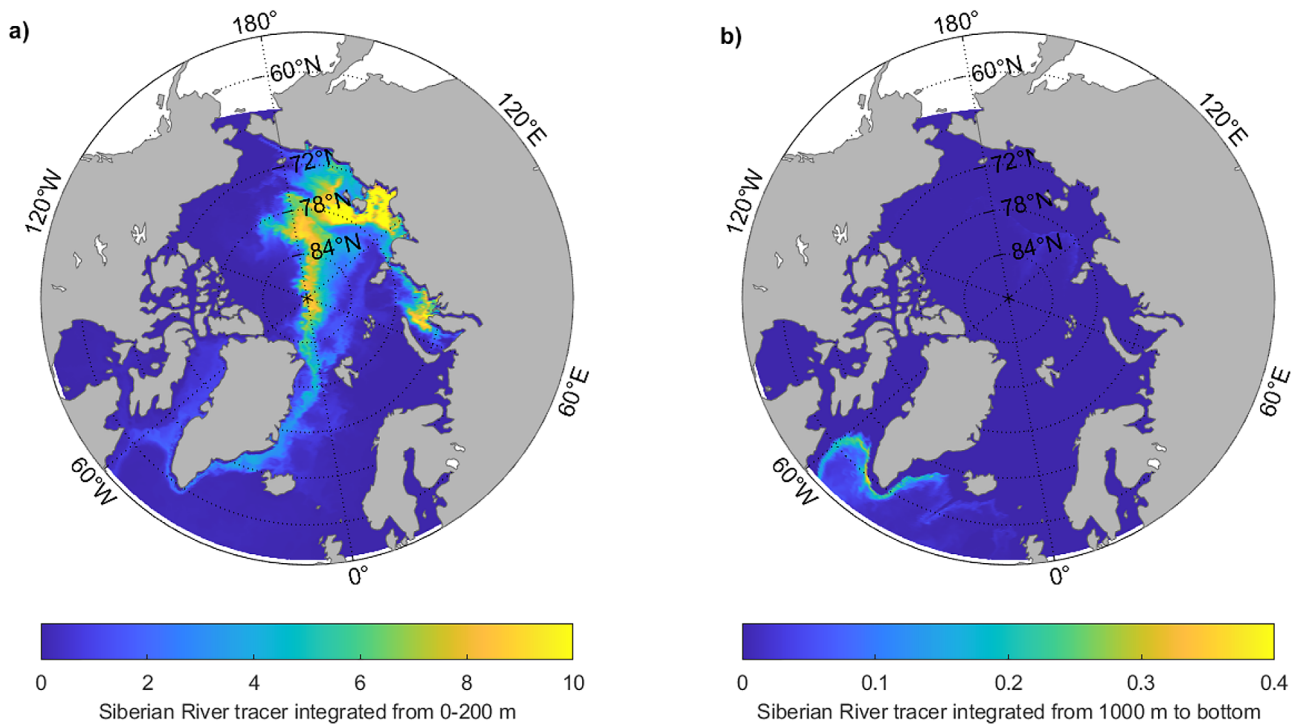 a)
180°
60°N
120°E
72°N
120°W
78°N
84°N
60°E
60°W
0°
0 2 4 6 8 10
Siberian River tracer integrated from 0-200 m
b)
180°
60°N
120°E
72°N
120°W
78°N
84°N
60°E
60°W
0°
0 0.1 0.2 0.3 0.4
Siberian River tracer integrated from 1000 m to bottom